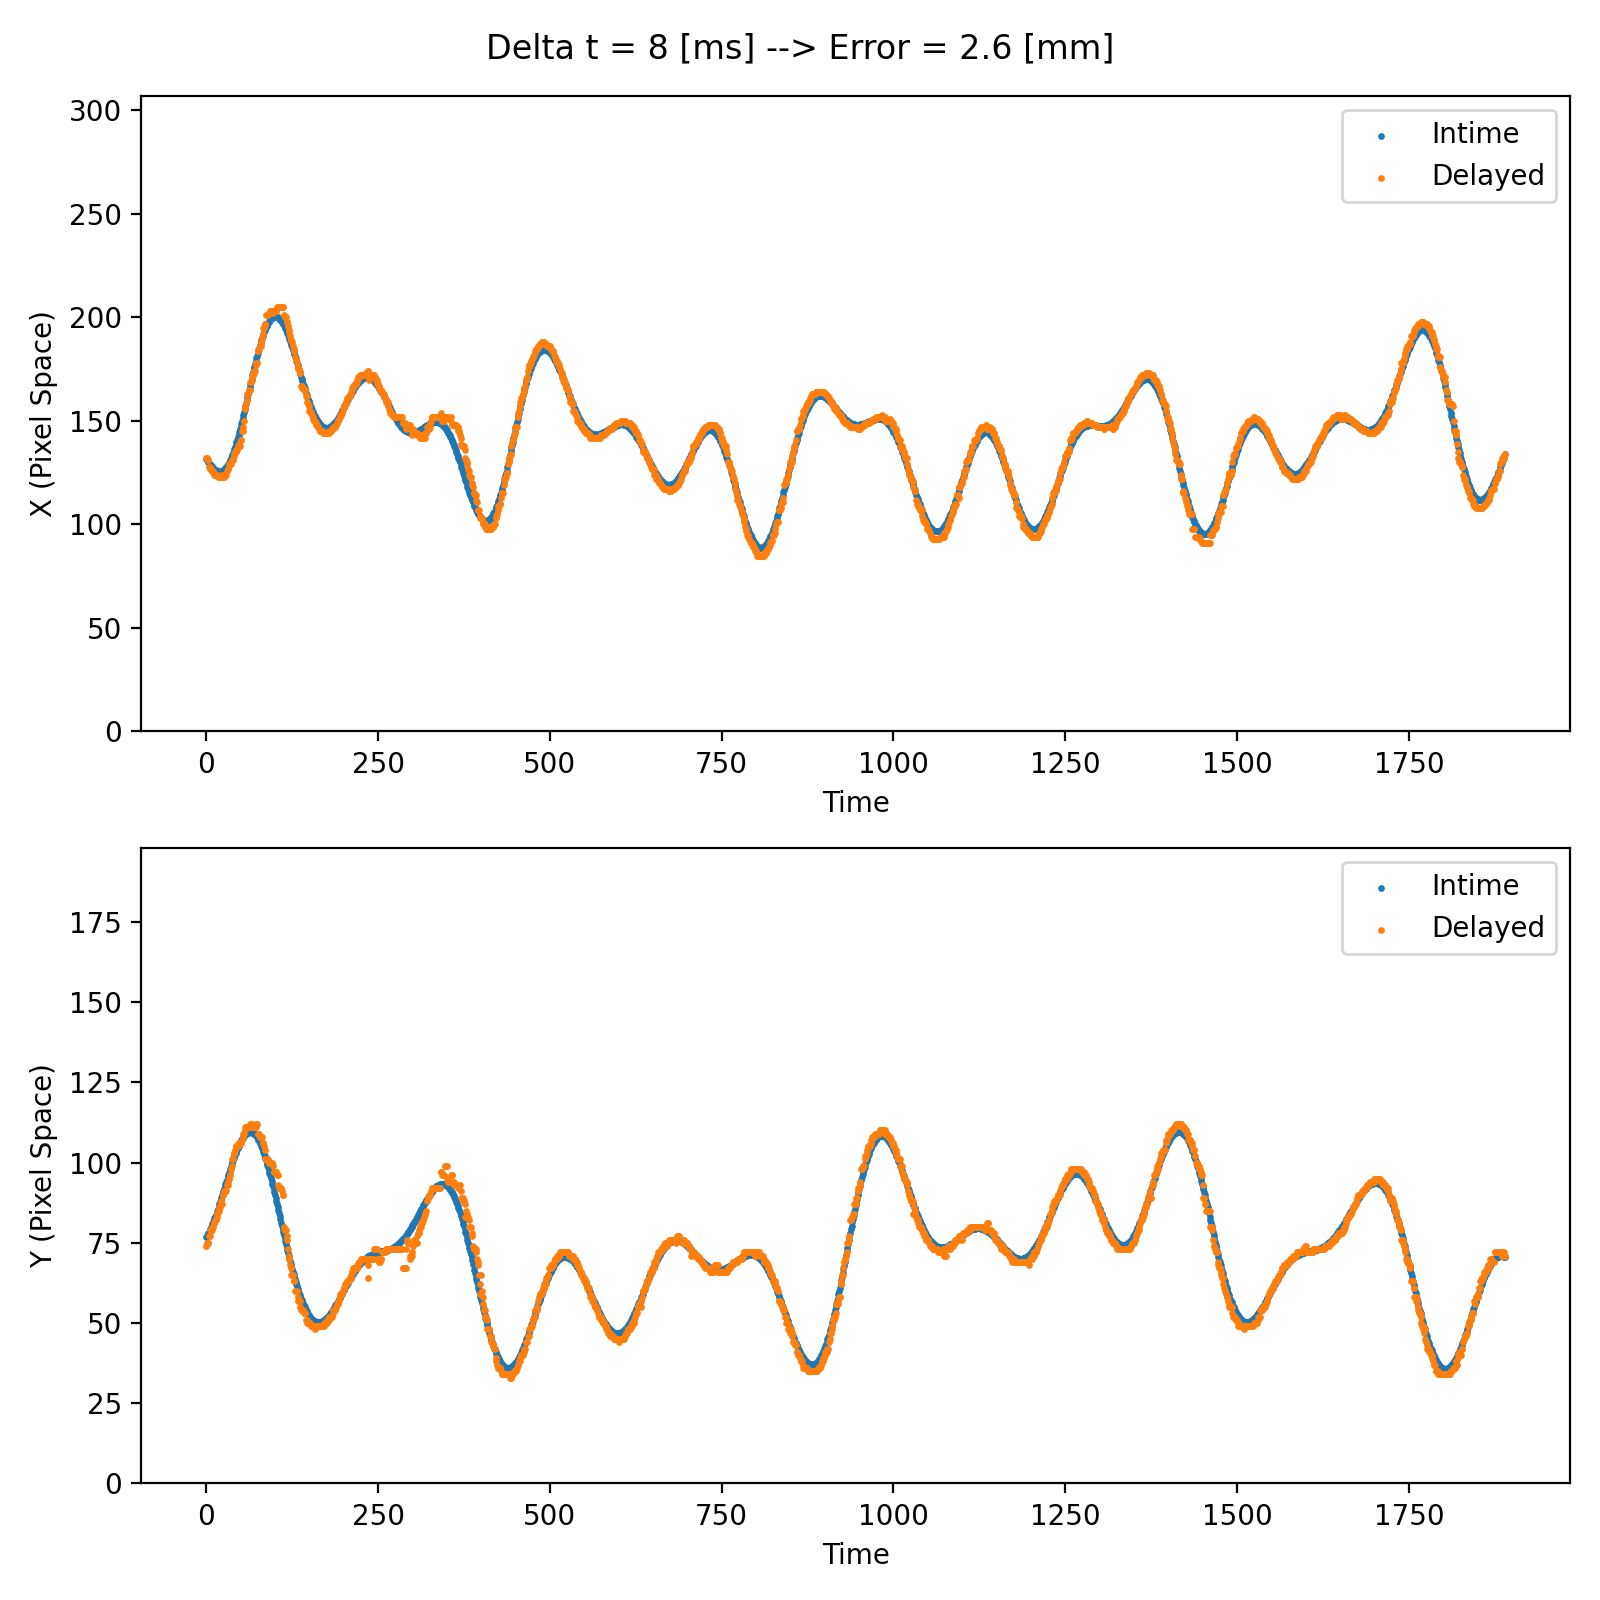 Delta t = 8 [ms] --> Error = 2.6 [mm]
300
250
200
150
100
50
0
X (Pixel Space)
Intime
Delayed
0 250 500 750 1000 1250 1500 1750
Time
175
150
125
100
75
50
25
0
Y (Pixel Space)
Intime
Delayed
0 250 500 750 1000 1250 1500 1750
Time